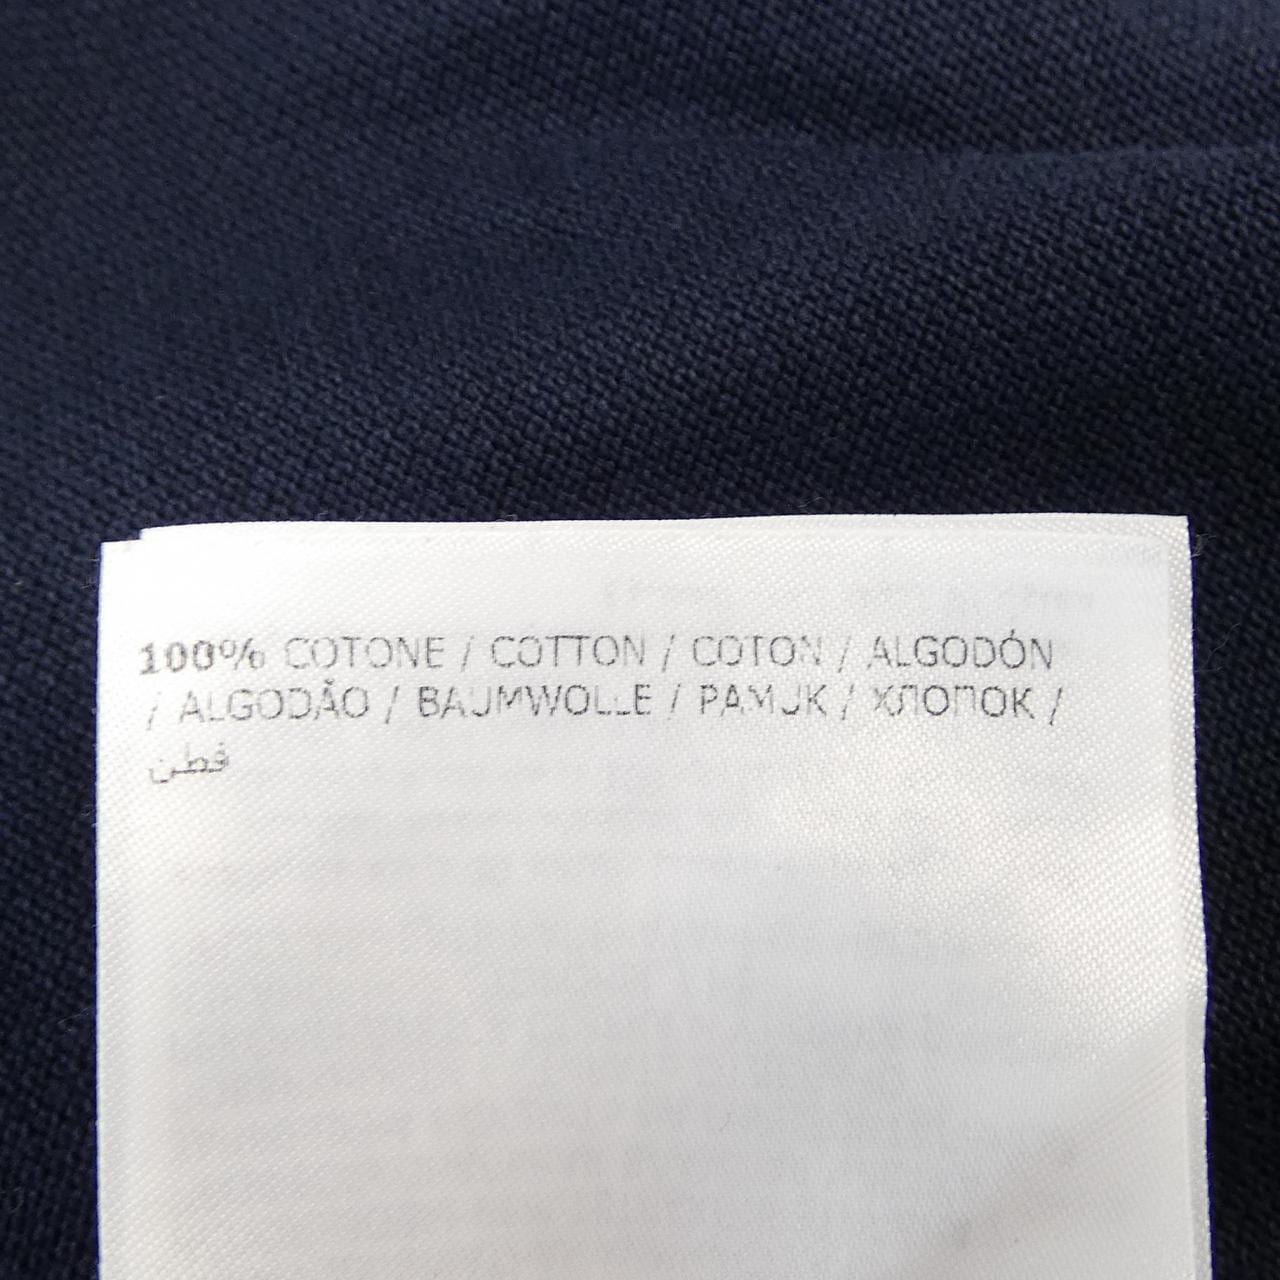 100% COTONE / COTTON / COTON / ALGODÓN
/ ALGODÃO / BAUMWOLLE / PAMUK / ХЛОПОК /
قطن